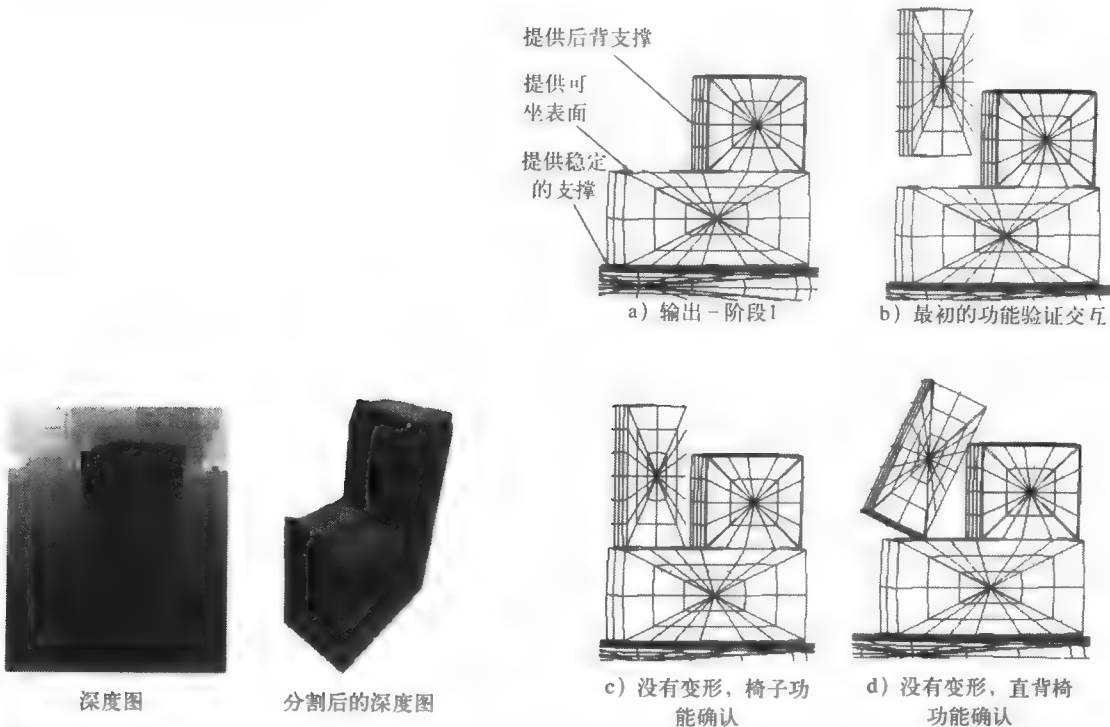 提供后背支撑
提供可
坐表面
提供稳定
的支撑
a）输出－阶段1
b）最初的功能验证交互
深度图
分割后的深度图
c）没有变形，椅子功
能确认
d）没有变形，直背椅
功能确认